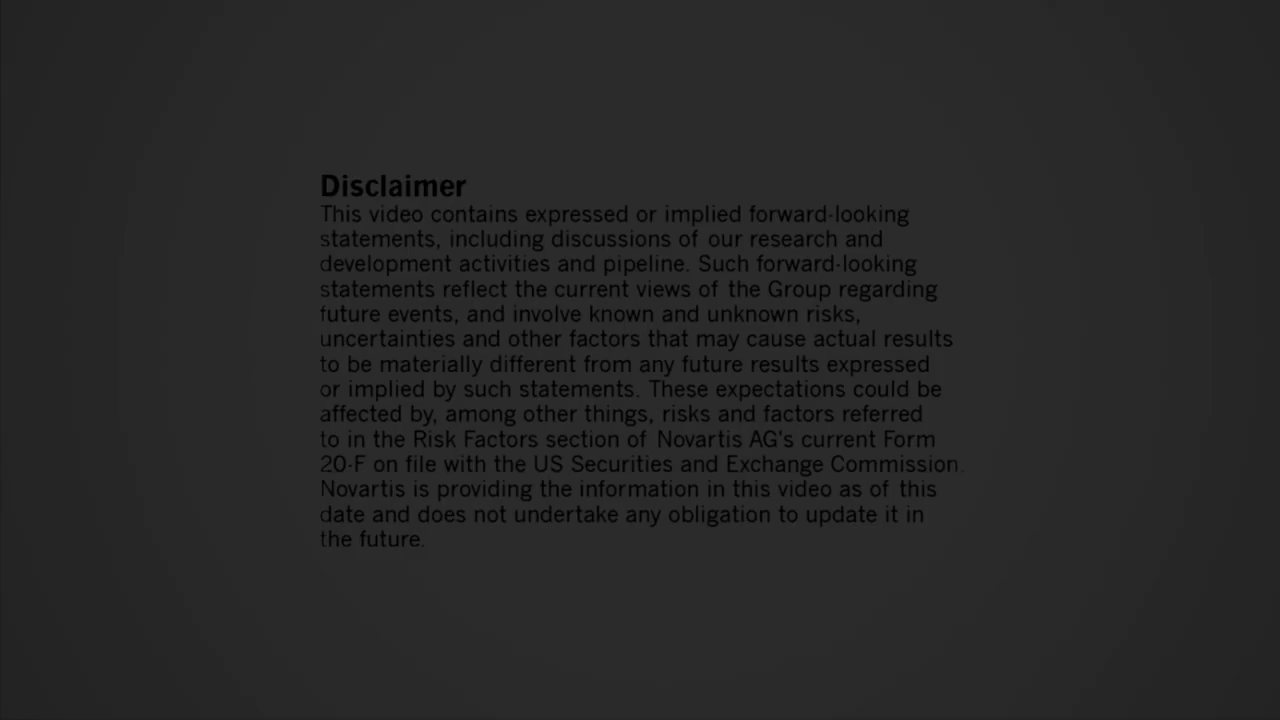 Disclaimer
This video contains expressed or implied forward-looking
statements, including discussions of our research and
development activities and pipeline. Such forward-looking
statements reflect the current views of the Group regarding
future events, and involve known and unknown risks,
uncertainties and other factors that may cause actual results
to be materially different from any future results expressed
or implied by such statements. These expectations could be
affected by, among other things, risks and factors referred
to in the Risk Factors section of Novartis AG's current Form
20-F on file with the US Securities and Exchange Commission.
Novartis is providing the information in this video as of this
date and does not undertake any obligation to update it in
the future.